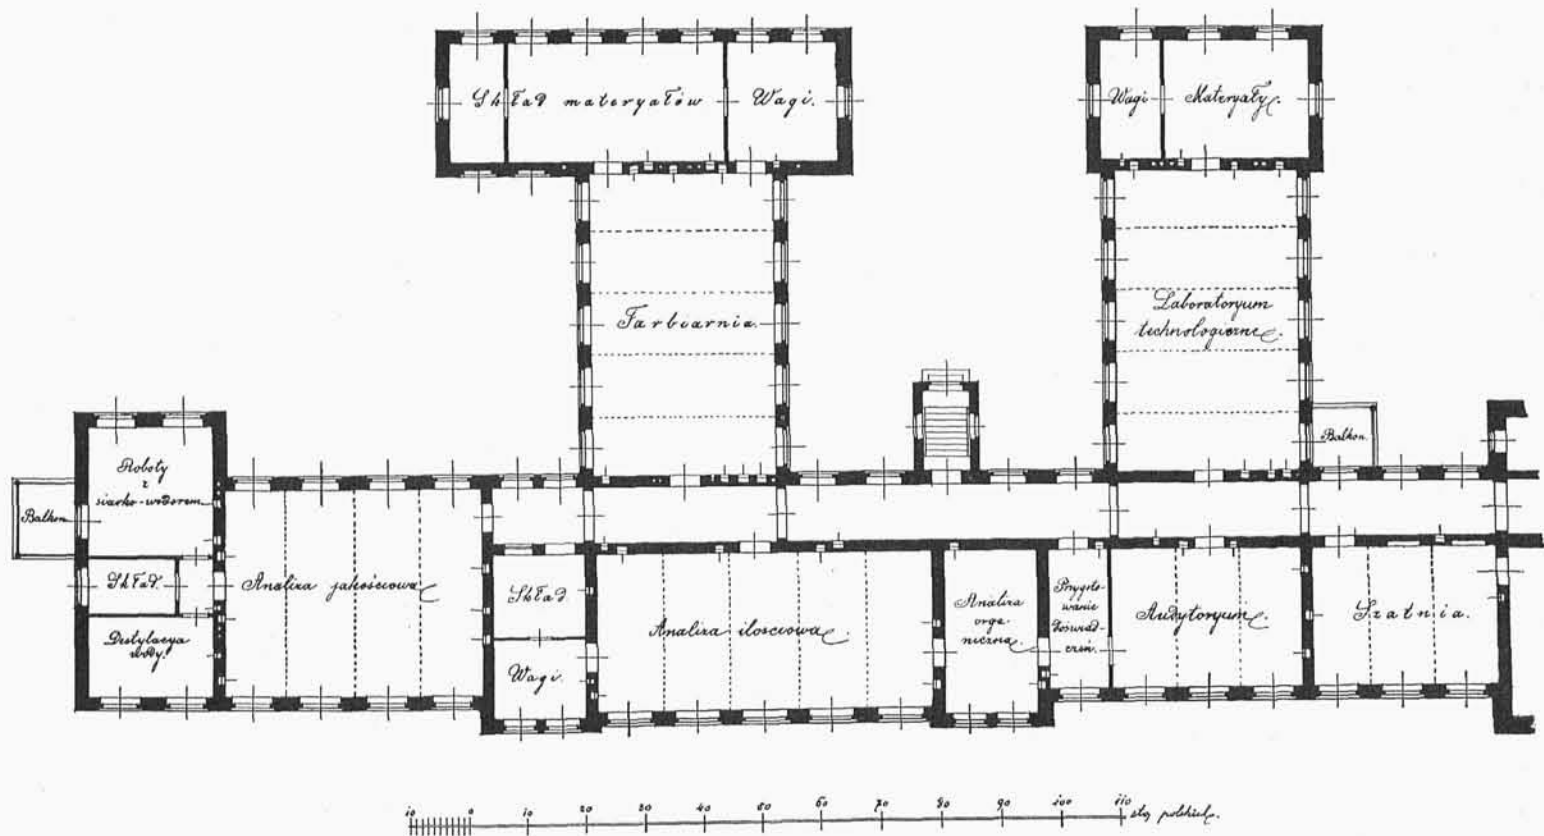 Skład materyałów
Wagi.
Wagi
Materyały.
Farbiarnia.
Laboratoryum
technologiczne.
Balkon.
Roboty
z
siarko-wodorem
Balkon
Skład.
Destylacya
wody.
Analiza jakościowa
Skład.
Wagi.
Analiza ilosciowa.
Analiza
orga
niczna.
Przygoto-
wanie
doświad-
czeń.
Audytoryum.
Szatnia.
10 0 10 20 30 40 50 60 70 80 90 100 110 stóp polskich.